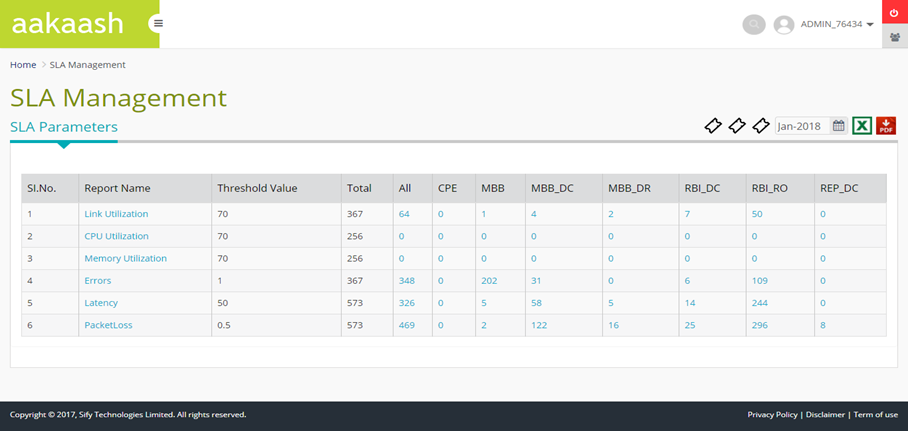 aakaash
ADMIN_76434
Home > SLA Management
SLA Management
SLA Parameters
Jan-2018
PDF
Sl.No. Report Name Threshold Value Total All CPE MBB MBB_DC MBB_DR RBI_DC RBI_RO REP_DC
1 Link Utilization 70 367 64 0 1 4 2 7 50 0
2 CPU Utilization 70 256 0 0 0 0 0 0 0 0
3 Memory Utilization 70 256 0 0 0 0 0 0 0 0
4 Errors 1 367 348 0 202 31 0 6 109 0
5 Latency 50 573 326 0 5 58 5 14 244 0
6 PacketLoss 0.5 573 469 0 2 122 16 25 296 8
Copyright © 2017, Sify Technologies Limited. All rights reserved. Privacy Policy | Disclaimer | Term of use